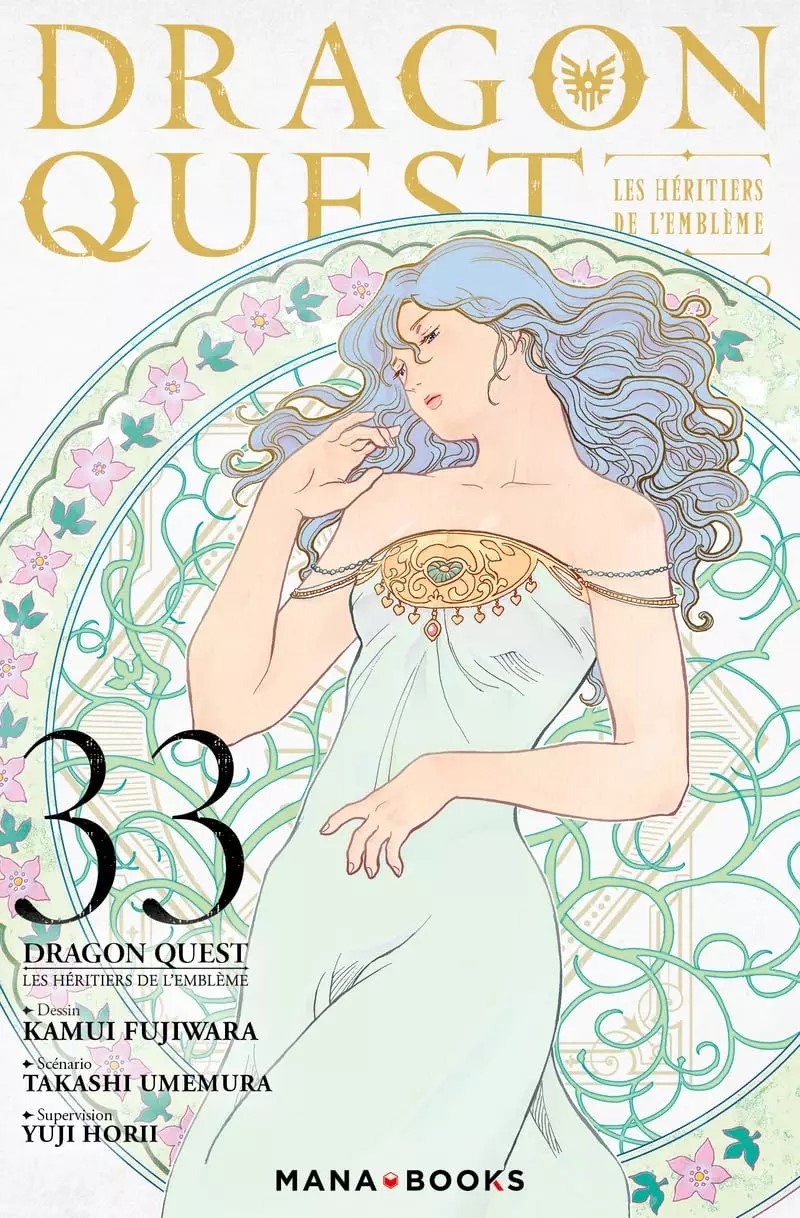 DRAGON
QUEST
LES HÉRITIERS
DE L'EMBLÈME
33
DRAGON QUEST
LES HÉRITIERS DE L'EMBLÈME
Dessin
KAMUI FUJIWARA
Scénario
TAKASHI UMEMURA
Supervision
YUJI HORII
MANA BOOKS